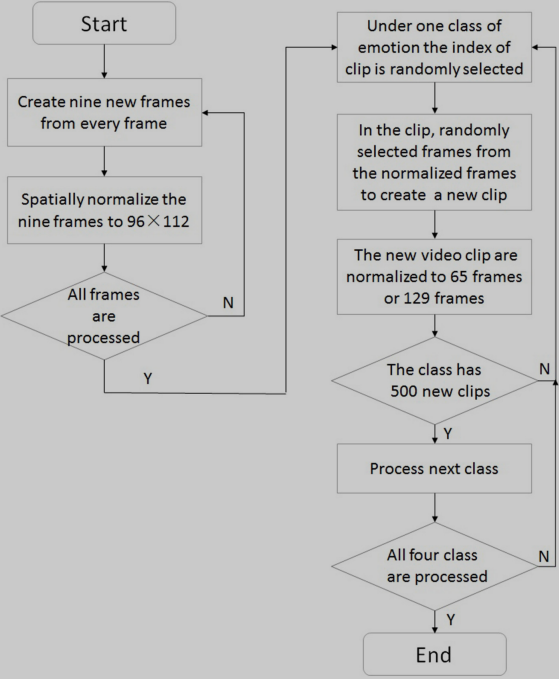 Start
Create nine new frames
from every frame
Spatially normalize the
nine frames to 96×112
All frames
are
processed
N
Y
Under one class of
emotion the index of
clip is randomly selected
In the clip, randomly
selected frames from
the normalized frames
to create a new clip
The new video clip are
normalized to 65 frames
or 129 frames
The class has
500 new clips
N
Y
Process next class
All four class
are processed
N
Y
End